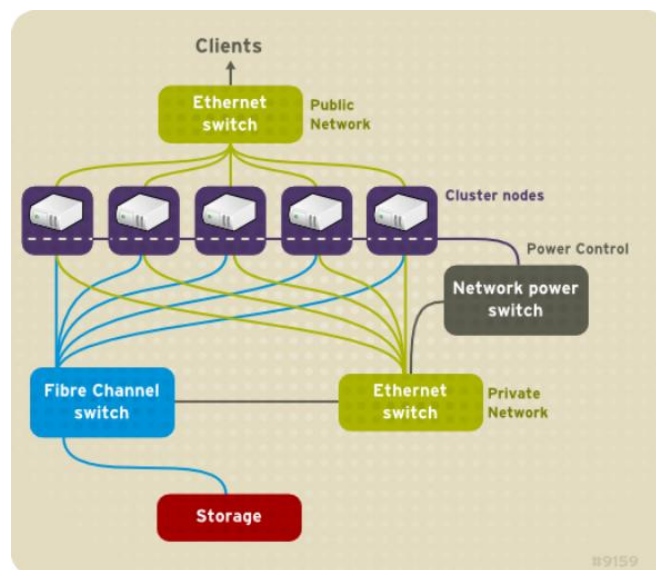 Clients
Ethernet
switch
Public
Network
Cluster nodes
Power Control
Network power
switch
Fibre Channel
switch
Ethernet
switch
Private
Network
Storage
#9159